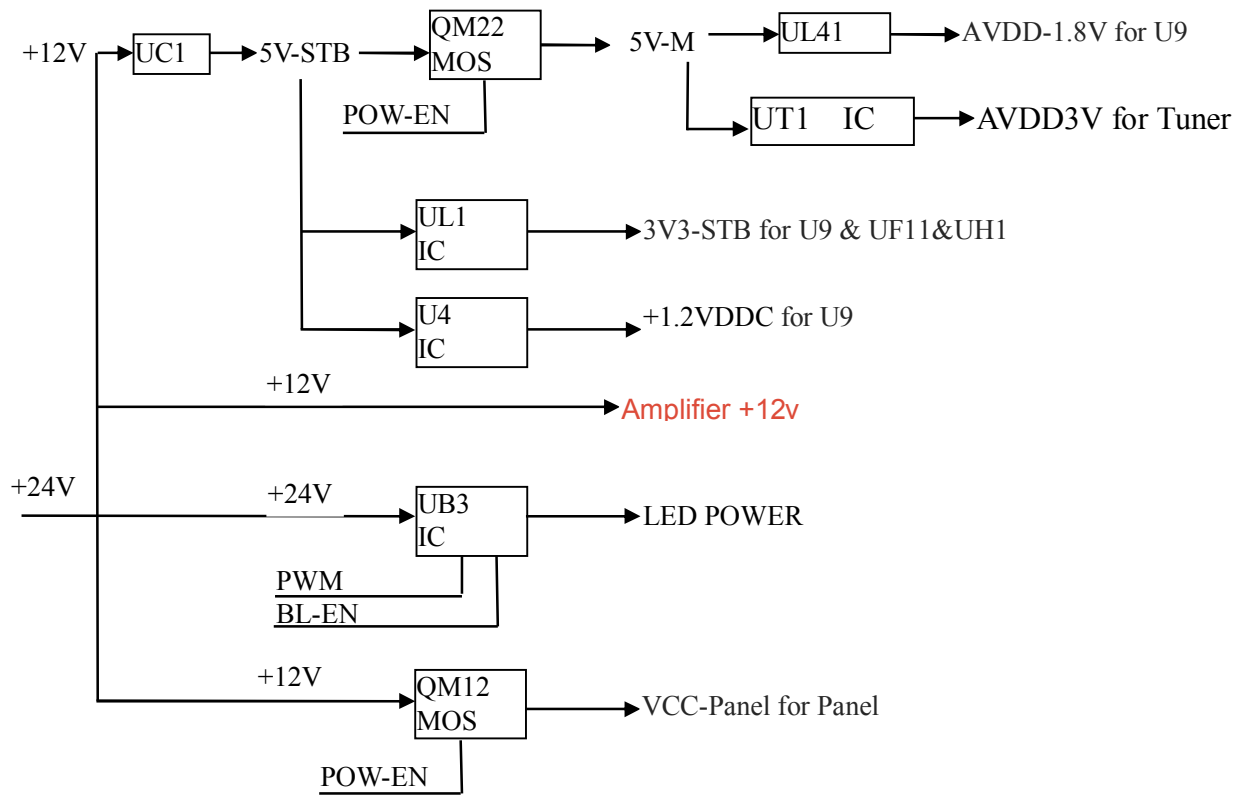 +12V
UC1
5V-STB
QM22
MOS
POW-EN
5V-M
UL41
AVDD-1.8V for U9
UT1 IC
AVDD3V for Tuner
UL1
IC
3V3-STB for U9 & UF11&UH1
U4
IC
+1.2VDDC for U9
+12V
Amplifier +12v
+24V
+24V
UB3
IC
LED POWER
PWM
BL-EN
+12V
QM12
MOS
VCC-Panel for Panel
POW-EN